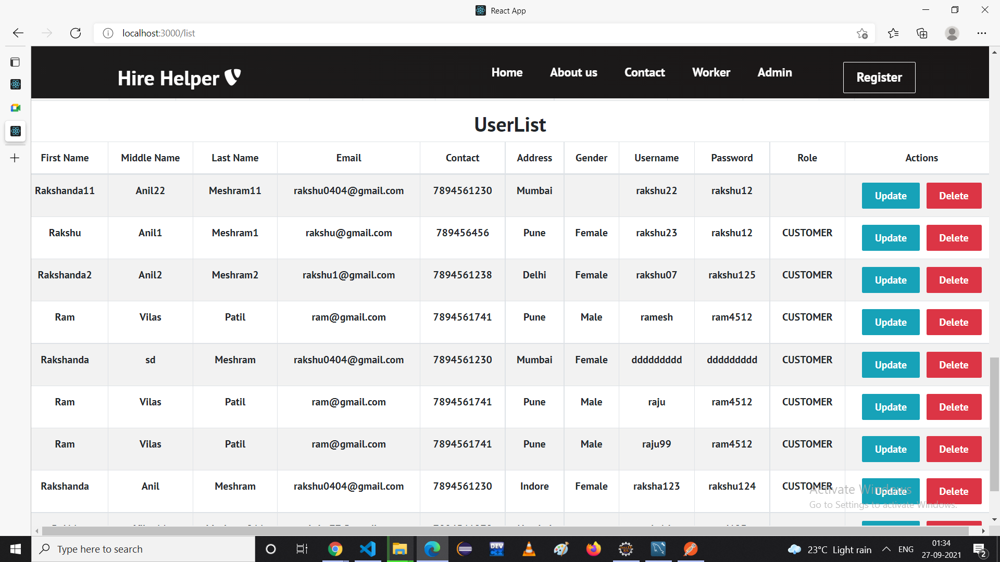 React App
localhost:3000/list
Hire Helper
Home About us Contact Worker Admin Register
UserList
First Name Middle Name Last Name Email Contact Address Gender Username Password Role Actions
Rakshanda11 Anil22 Meshram11 rakshu0404@gmail.com 7894561230 Mumbai rakshu22 rakshu12 Update Delete
Rakshu Anil1 Meshram1 rakshu@gmail.com 789456456 Pune Female rakshu23 rakshu12 CUSTOMER Update Delete
Rakshanda2 Anil2 Meshram2 rakshu1@gmail.com 7894561238 Delhi Female rakshu07 rakshu125 CUSTOMER Update Delete
Ram Vilas Patil ram@gmail.com 7894561741 Pune Male ramesh ram4512 CUSTOMER Update Delete
Rakshanda sd Meshram rakshu0404@gmail.com 7894561230 Mumbai Female ddddddddd ddddddddd CUSTOMER Update Delete
Ram Vilas Patil ram@gmail.com 7894561741 Pune Male raju ram4512 CUSTOMER Update Delete
Ram Vilas Patil ram@gmail.com 7894561741 Pune Male raju99 ram4512 CUSTOMER Update Delete
Rakshanda Anil Meshram rakshu0404@gmail.com 7894561230 Indore Female raksha123 rakshu124 CUSTOMER Update Delete
Activate Windows
Go to Settings to activate Windows.
Type here to search
DEV
C++
23°C Light rain
ENG
01:34
27-09-2021
2